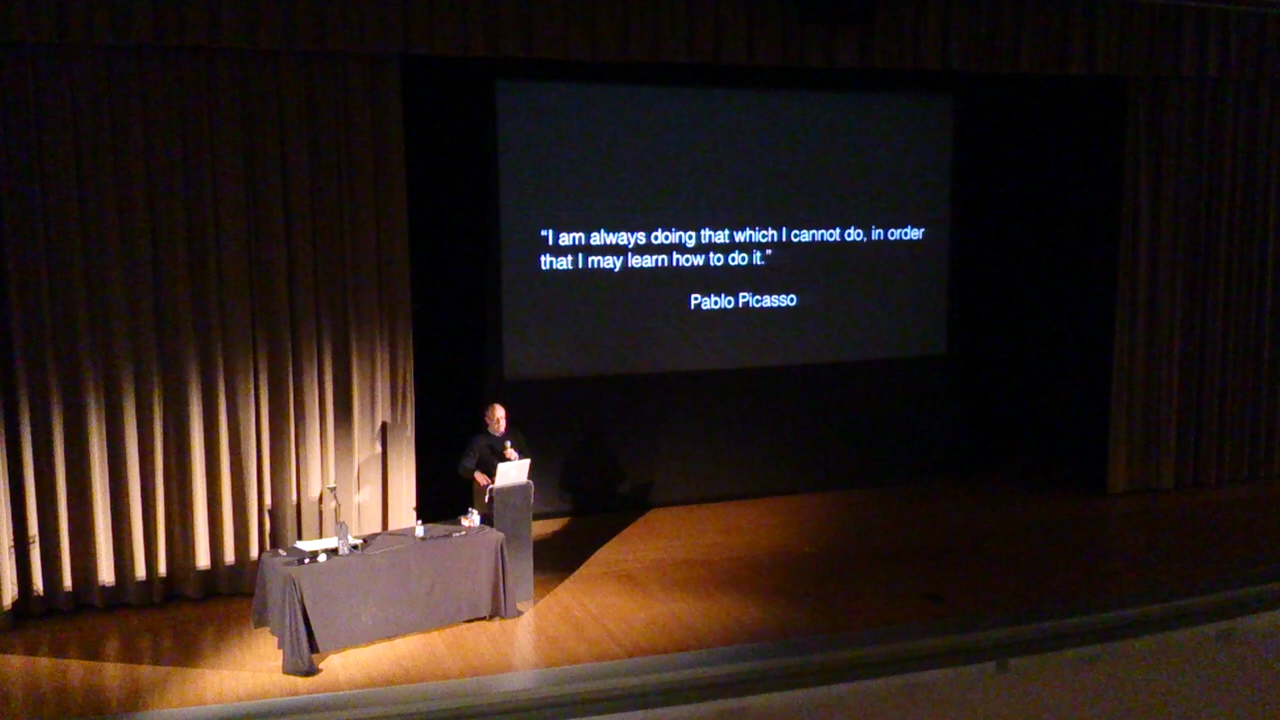 “I am always doing that which I cannot do, in order
that I may learn how to do it.”
Pablo Picasso